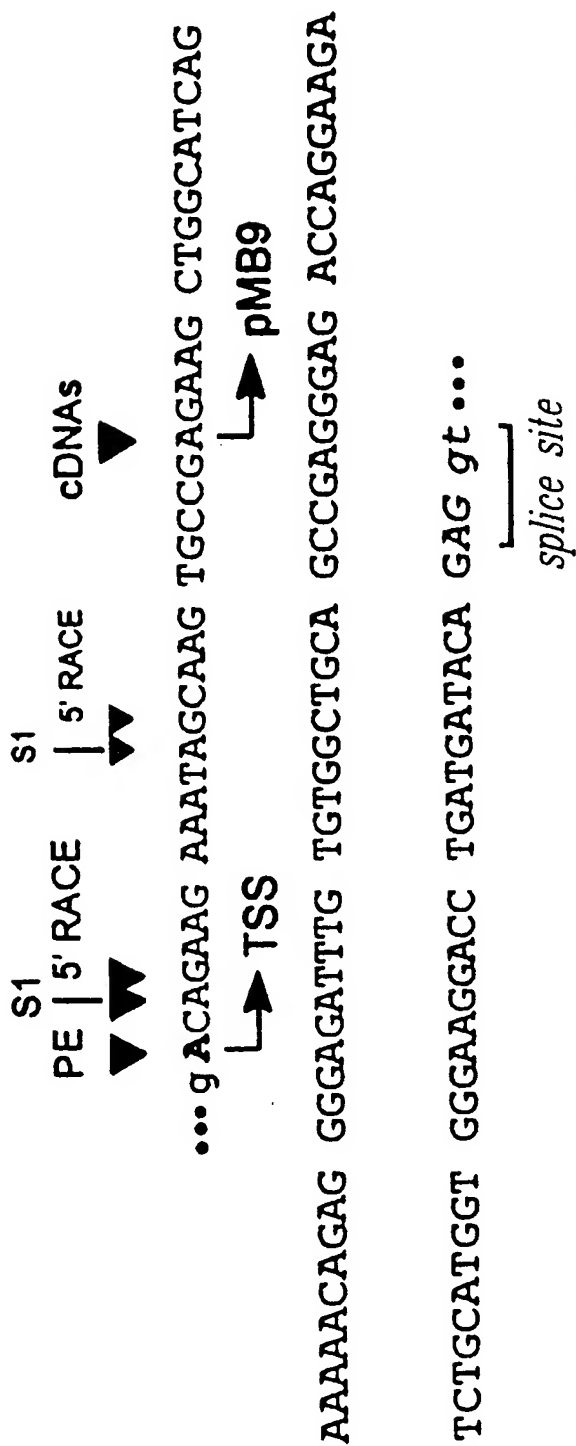 S1 S1
PE 5' RACE 5' RACE cDNAs
•••gACAGAAG AAATAGCAAG TGCCGAGAAG CTGGCATCAG
TSS pMB9
AAAAACAGAG GGGAGATTTG TGTGGCTGCA GCCGAGGGAG ACCAGGAAGA
TCTGCATGGT GGGAAGGACC TGATGATACA GAG gt •••
splice site